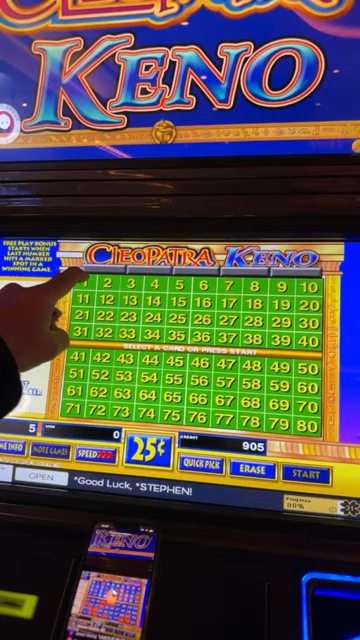 CLEOPATRA
KENO
FREE PLAY BONUS
STARTS WHEN
LAST NUMBER
HITS A MARKED
SPOT IN A
WINNING GAME.
CLEOPATRA KENO
2 3 4 5 6 7 8 9 10
11 12 13 14 15 16 17 18 19 20
21 22 23 24 25 26 27 28 29 30
31 32 33 34 35 36 37 38 39 40
SELECT A CARD OR PRESS START
41 42 43 44 45 46 47 48 49 50
51 52 53 54 55 56 57 58 59 60
61 62 63 64 65 66 67 68 69 70
71 72 73 74 75 76 77 78 79 80
5 WIN 0 25¢ CREDIT 905
INFO MORE GAMES SPEED QUICK PICK ERASE START
OPEN *Good Luck, *STEPHEN!
KENO